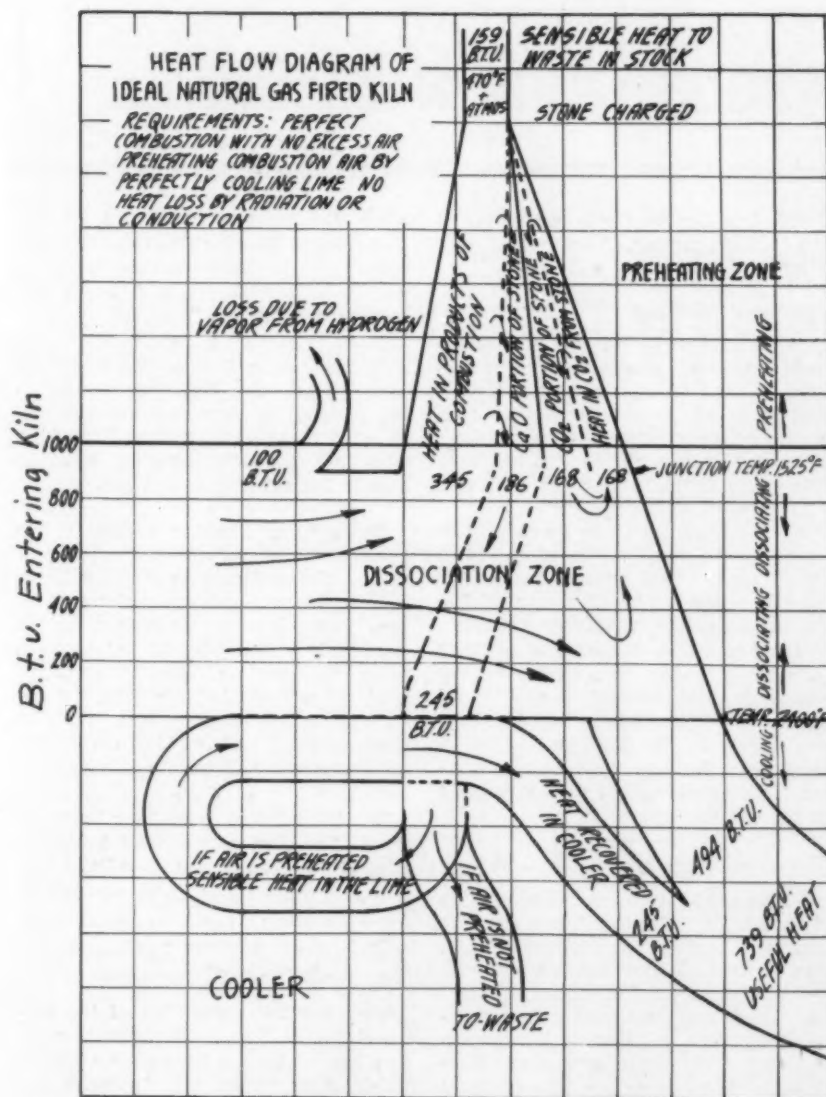 HEAT FLOW DIAGRAM OF
IDEAL NATURAL GAS FIRED KILN
REQUIREMENTS: PERFECT
COMBUSTION WITH NO EXCESS AIR
PREHEATING COMBUSTION AIR BY
PERFECTLY COOLING LIME NO
HEAT LOSS BY RADIATION OR
CONDUCTION
159
B.T.U.
470°F
+
ATMOS
SENSIBLE HEAT TO
WASTE IN STOCK
STONE CHARGED
PREHEATING ZONE
LOSS DUE TO
VAPOR FROM HYDROGEN
HEAT IN PRODUCTS OF
COMBUSTION
CaO PORTION OF STONE
CO2 PORTION OF STONE
HEAT IN CO2 FROM STONE
PREHEATING
B.t.u. Entering Kiln
1000
800
600
400
200
0
100
B.T.U.
345
186
168
168
JUNCTION TEMP. 1525°F
DISSOCIATION ZONE
DISSOCIATING
DISSOCIATING
COOLING
245
B.T.U.
TEMP. 2400°F
HEAT RECOVERED
IN COOLER
245
B.T.U.
494 B.T.U.
739 B.T.U.
USEFUL HEAT
IF AIR IS PREHEATED
SENSIBLE HEAT IN THE LIME
IF AIR IS NOT
PREHEATED
COOLER
TO WASTE